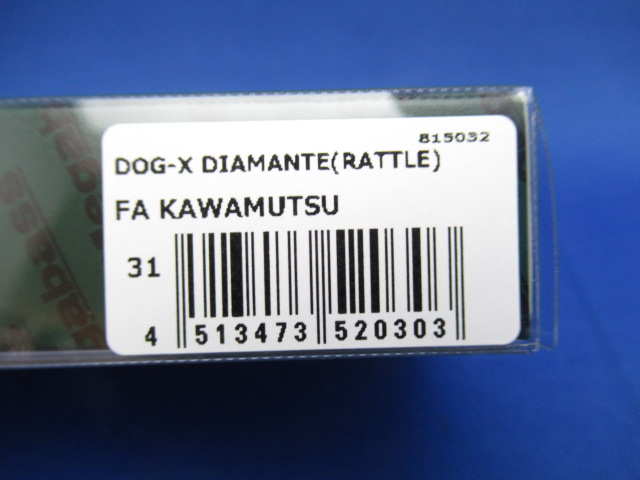 815032
DOG-X DIAMANTE(RATTLE)
FA KAWAMUTSU
31
4 513473 520303